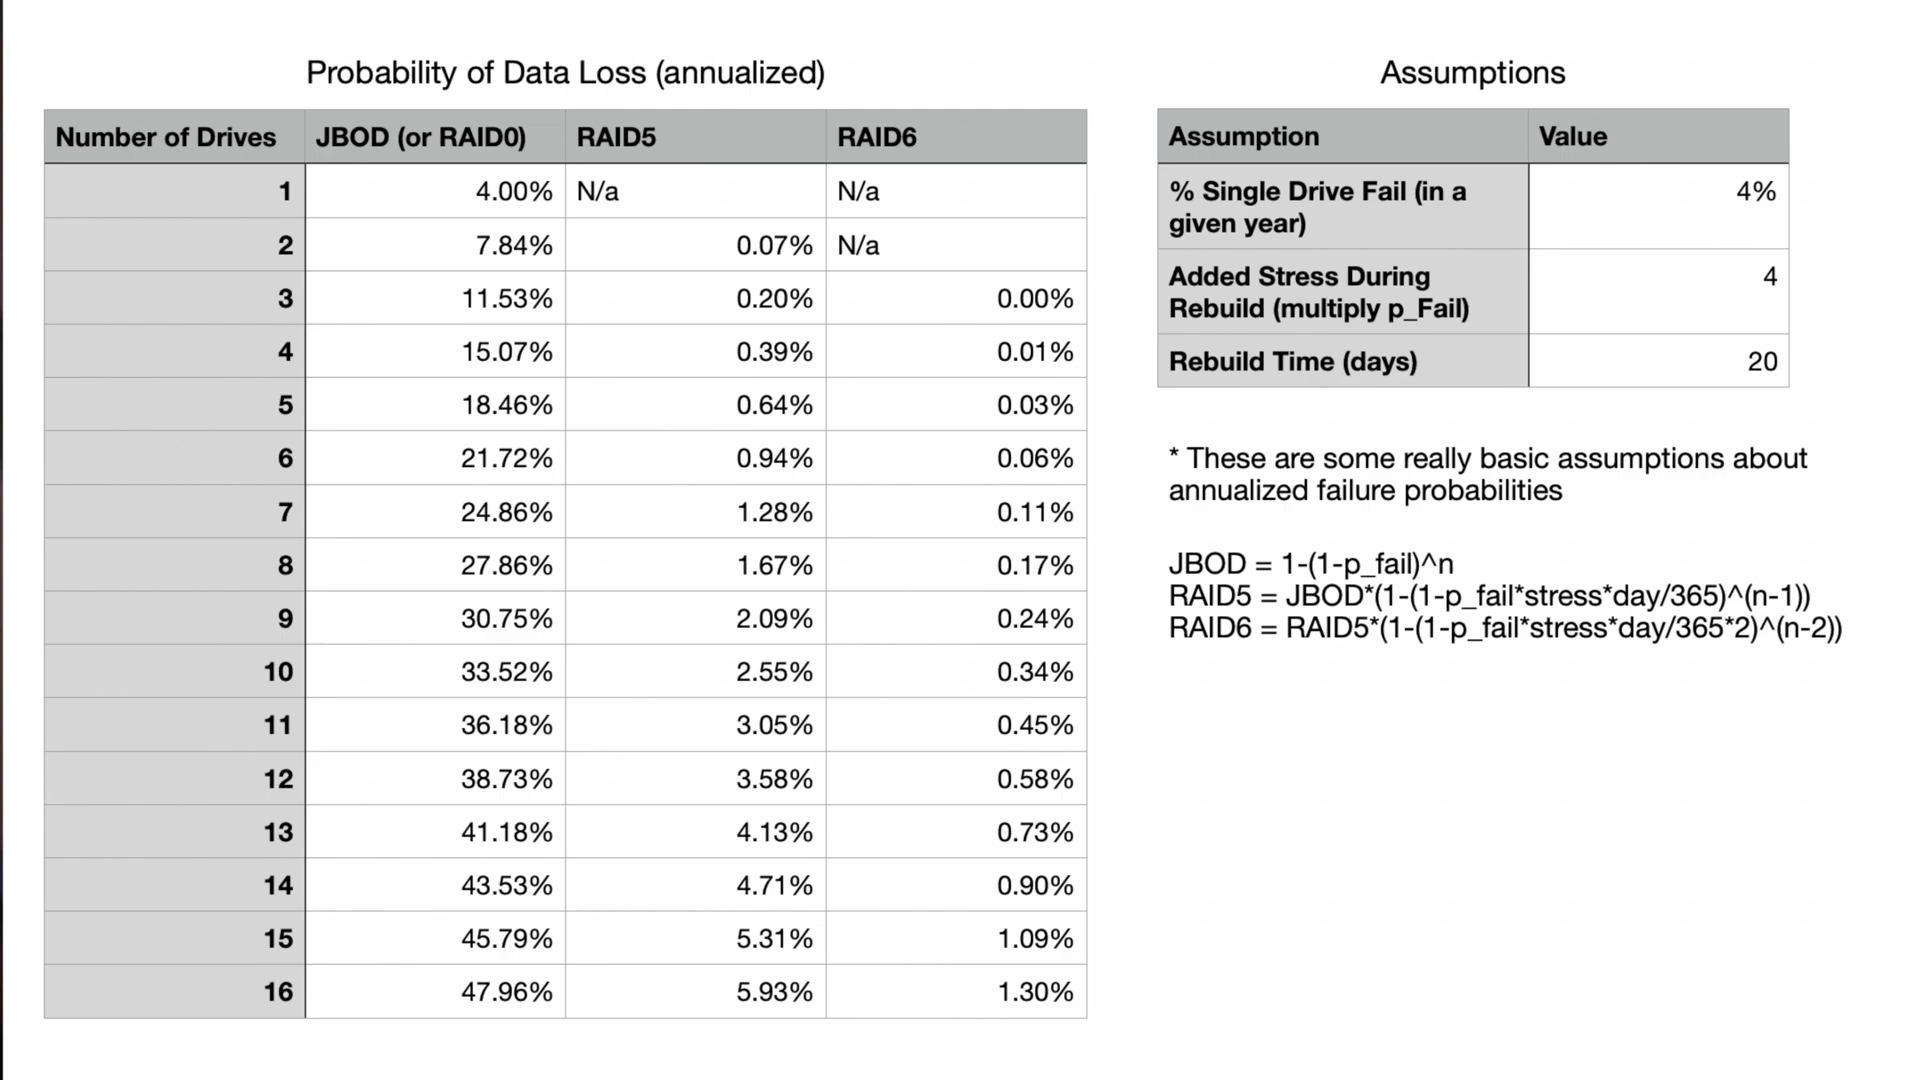 Probability of Data Loss (annualized)
Number of Drives JBOD (or RAID0) RAID5 RAID6
1 4.00% N/a N/a
2 7.84% 0.07% N/a
3 11.53% 0.20% 0.00%
4 15.07% 0.39% 0.01%
5 18.46% 0.64% 0.03%
6 21.72% 0.94% 0.06%
7 24.86% 1.28% 0.11%
8 27.86% 1.67% 0.17%
9 30.75% 2.09% 0.24%
10 33.52% 2.55% 0.34%
11 36.18% 3.05% 0.45%
12 38.73% 3.58% 0.58%
13 41.18% 4.13% 0.73%
14 43.53% 4.71% 0.90%
15 45.79% 5.31% 1.09%
16 47.96% 5.93% 1.30%
Assumptions
Assumption Value
% Single Drive Fail (in a 4%
given year)
Added Stress During 4
Rebuild (multiply p_Fail)
Rebuild Time (days) 20
* These are some really basic assumptions about
annualized failure probabilities
JBOD = 1-(1-p_fail)^n
RAID5 = JBOD*(1-(1-p_fail*stress*day/365)^(n-1))
RAID6 = RAID5*(1-(1-p_fail*stress*day/365*2)^(n-2))